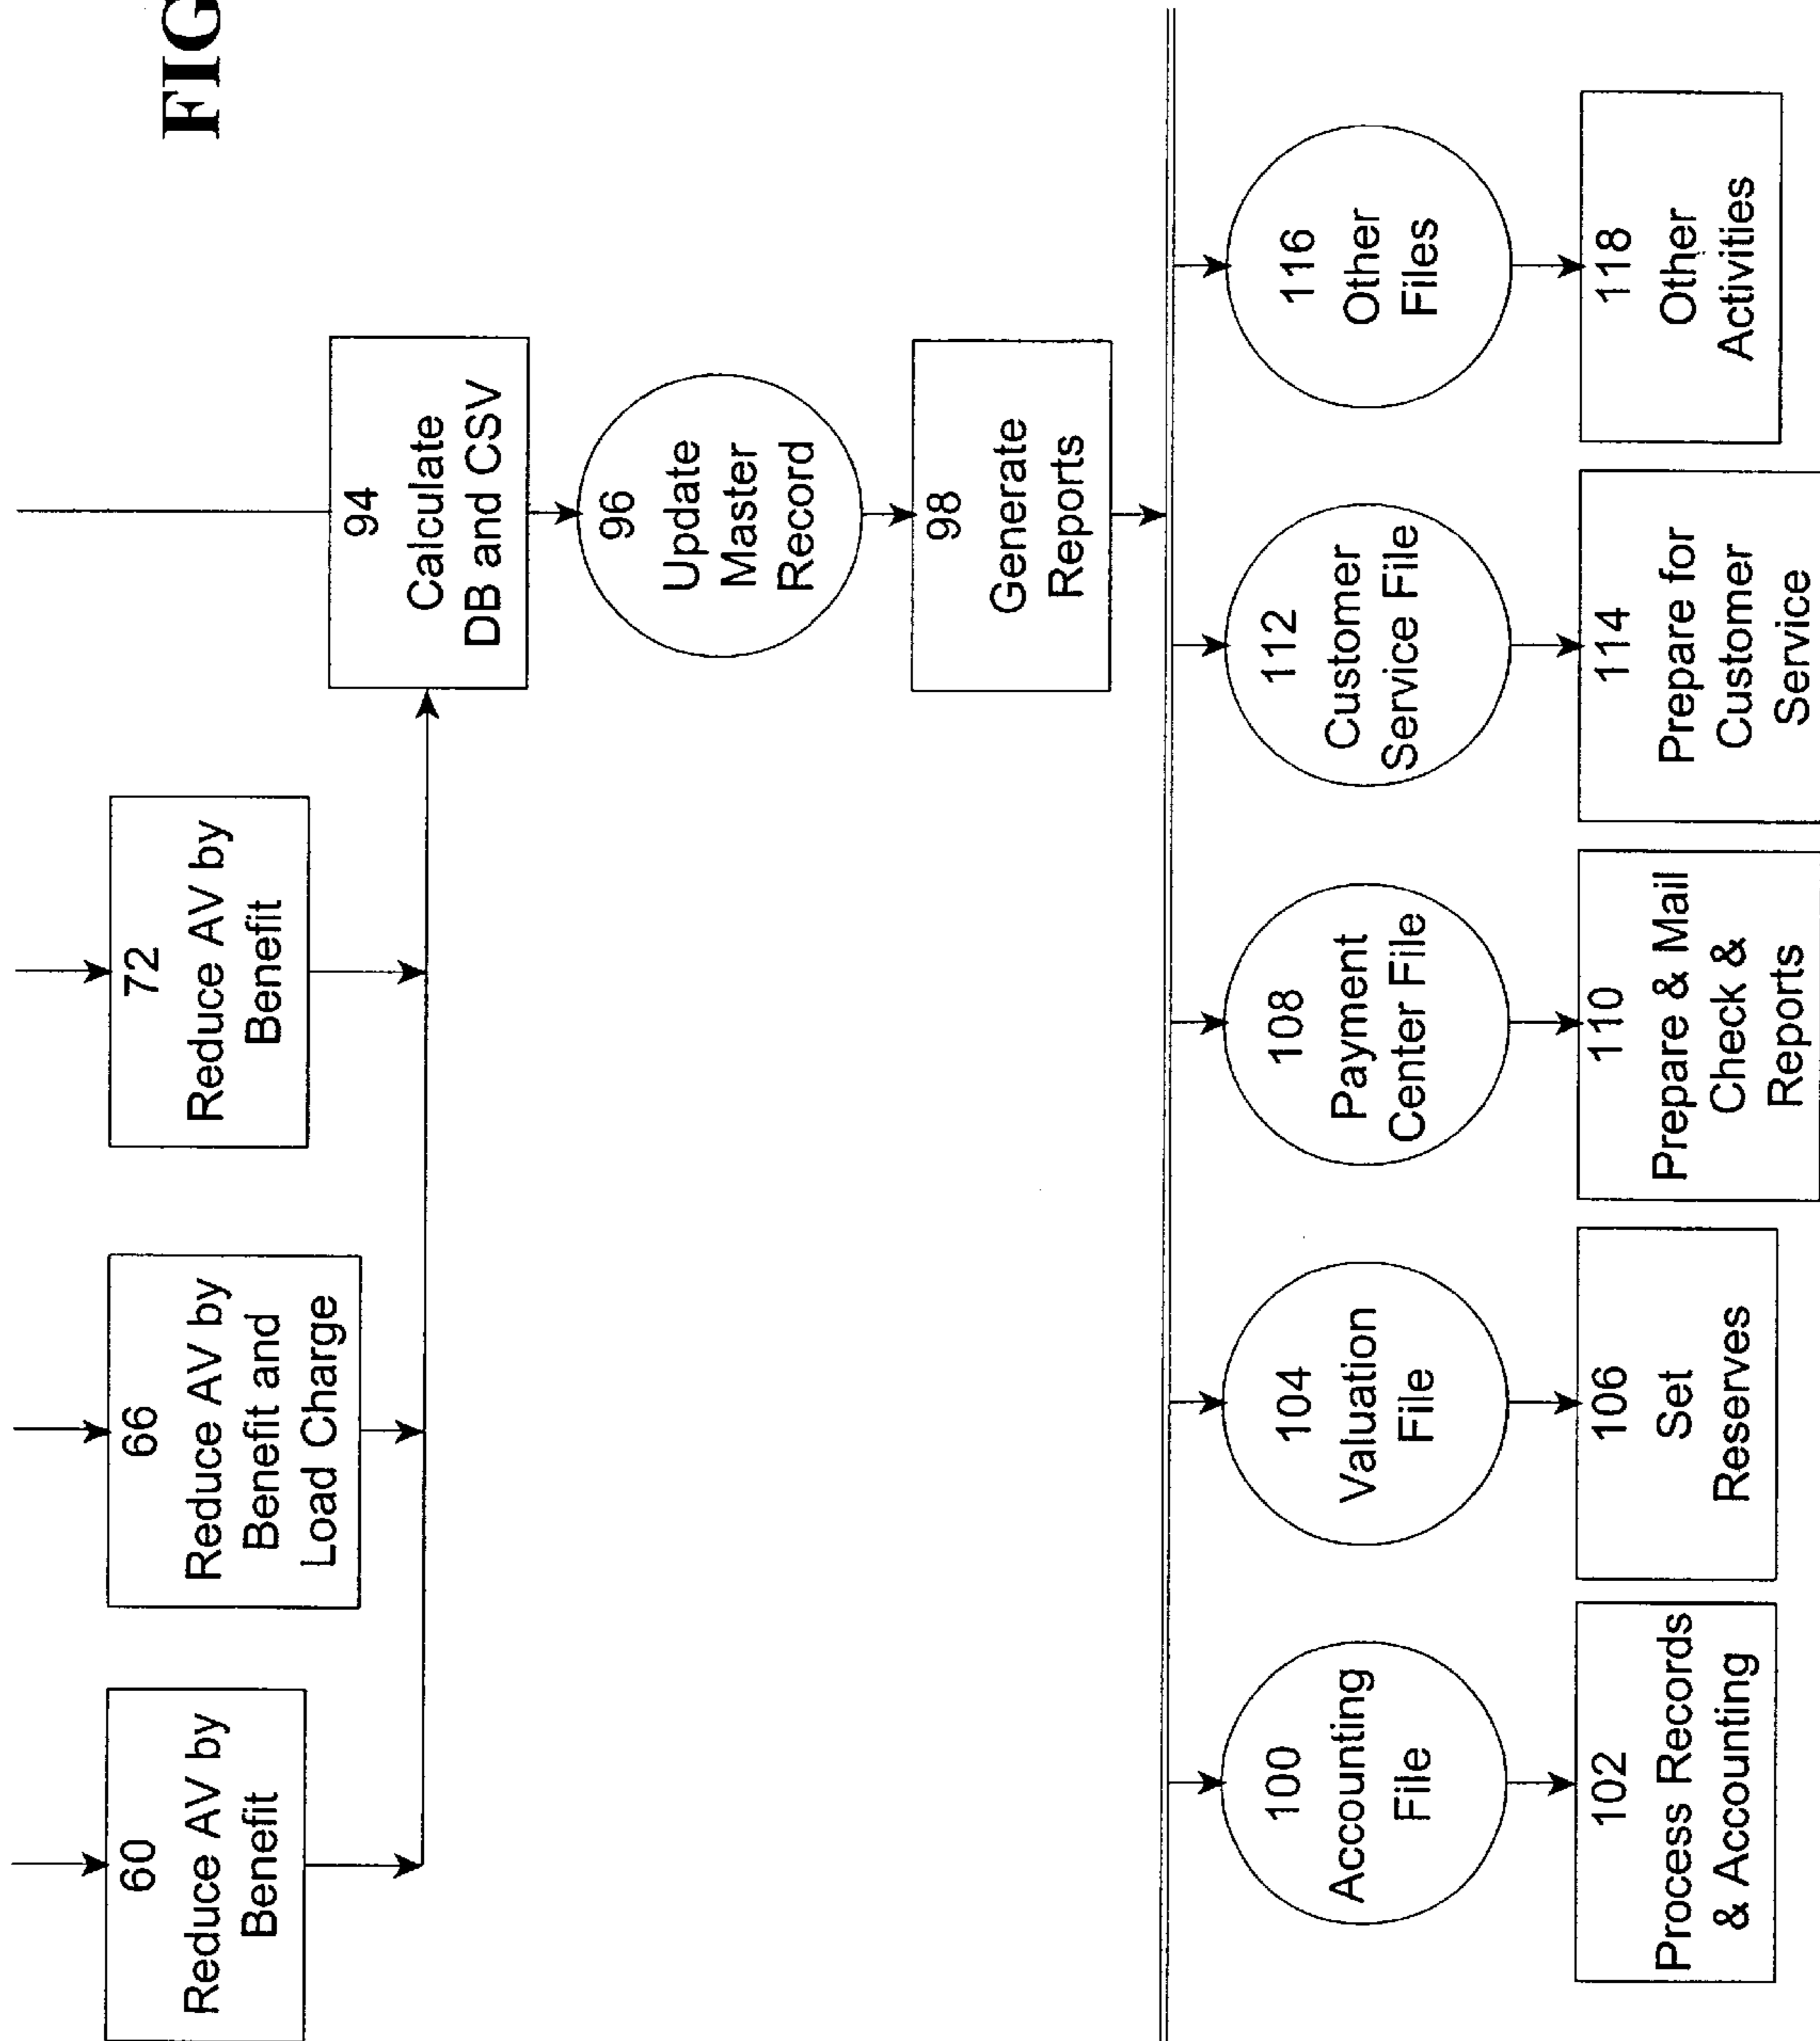 FIG
60
Reduce AV by
Benefit
66
Reduce AV by
Benefit and
Load Charge
72
Reduce AV by
Benefit
94
Calculate
DB and CSV
96
Update
Master
Record
98
Generate
Reports
100
Accounting
File
104
Valuation
File
108
Payment
Center File
112
Customer
Service File
116
Other
Files
102
Process Records
& Accounting
106
Set
Reserves
110
Prepare & Mail
Check &
Reports
114
Prepare for
Customer
Service
118
Other
Activities